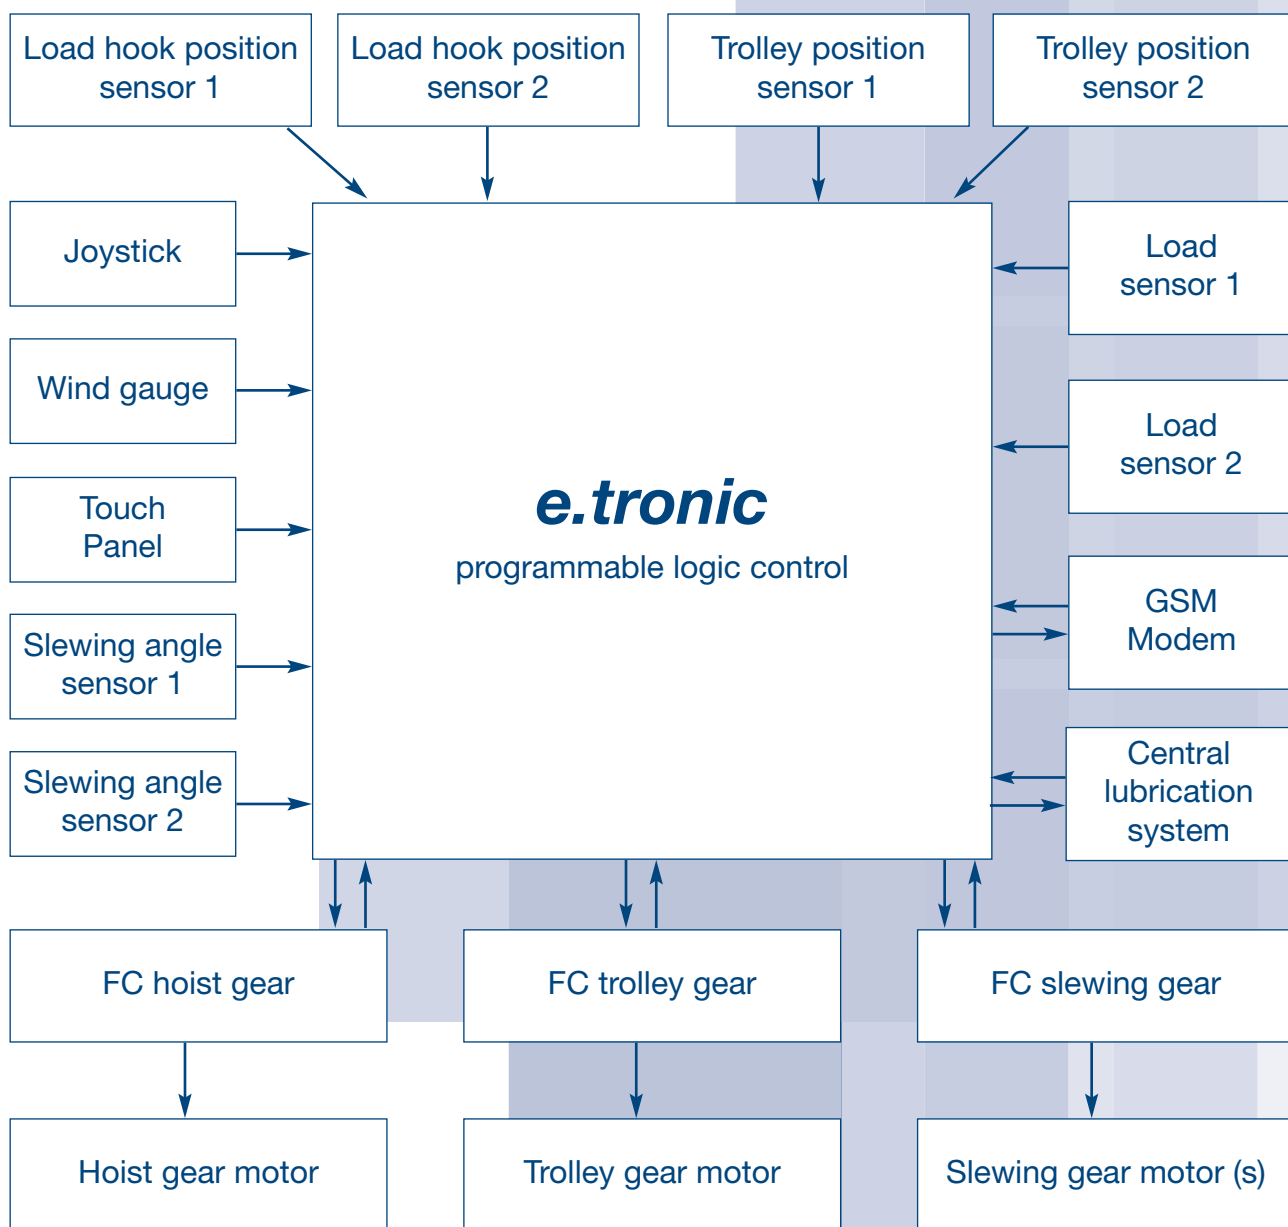 Load hook position
sensor 1
Load hook position
sensor 2
Trolley position
sensor 1
Trolley position
sensor 2
Joystick
Load
sensor 1
Wind gauge
Load
sensor 2
Touch
Panel
e.tronic
programmable logic control
GSM
Modem
Slewing angle
sensor 1
Slewing angle
sensor 2
Central
lubrication
system
FC hoist gear
FC trolley gear
FC slewing gear
Hoist gear motor
Trolley gear motor
Slewing gear motor (s)